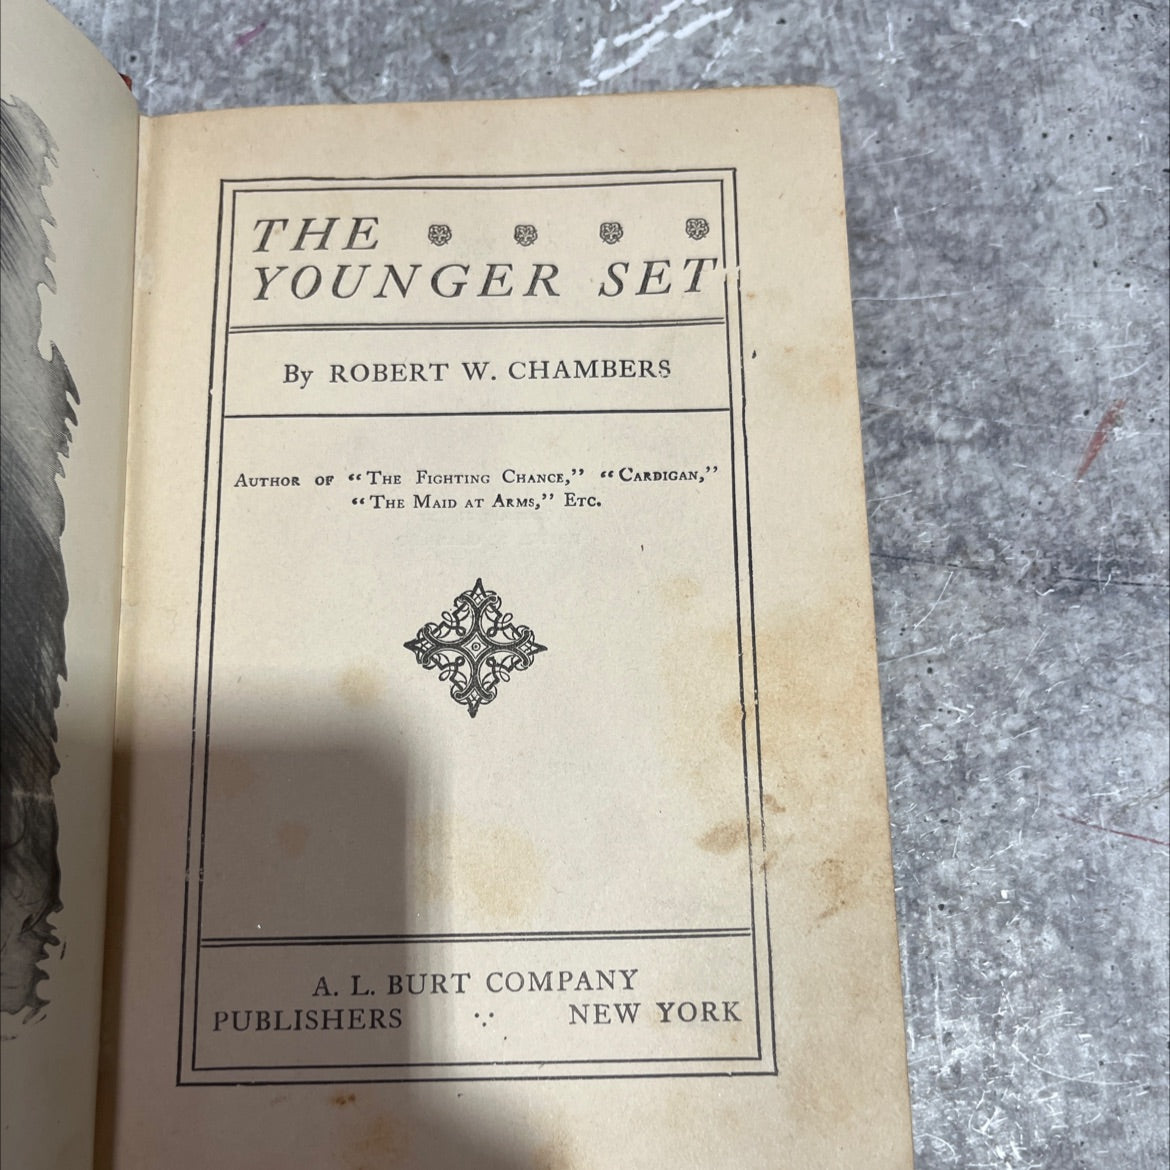 THE
YOUNGER SET
By ROBERT W. CHAMBERS
AUTHOR OF “THE FIGHTING CHANCE,” “CARDIGAN,”
“THE MAID AT ARMS,” ETC.
A. L. BURT COMPANY
PUBLISHERS ∵ NEW YORK